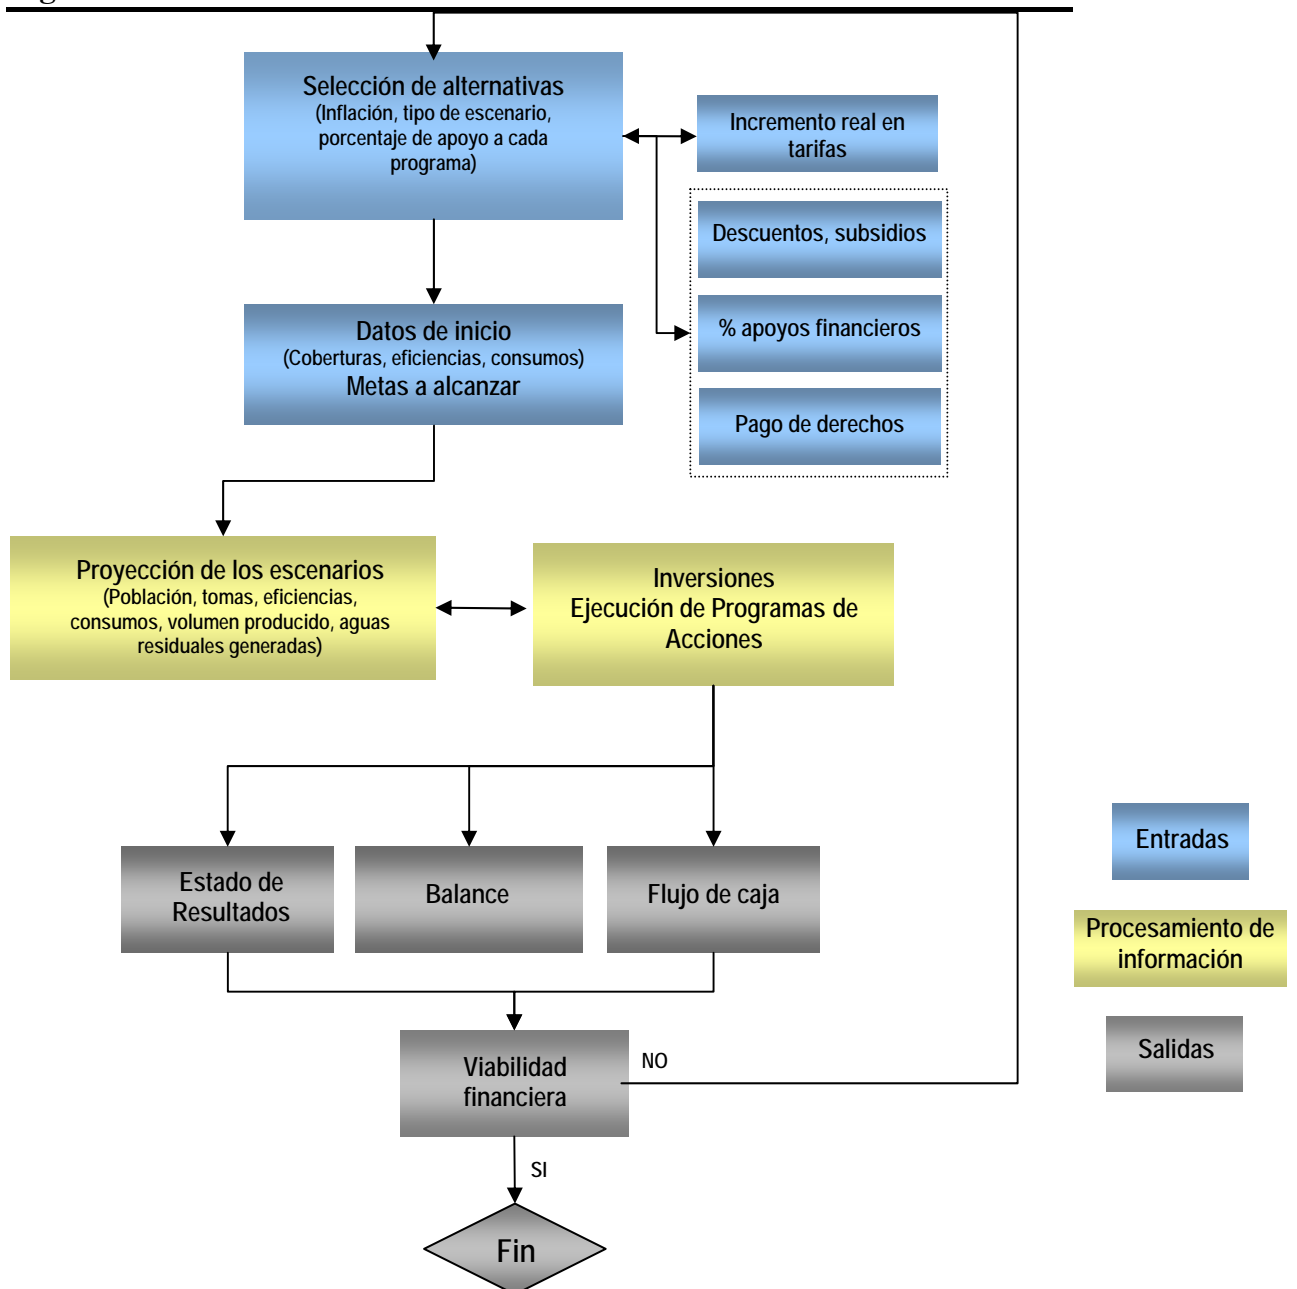 Selección de alternativas
(Inflación, tipo de escenario,
porcentaje de apoyo a cada
programa)
Incremento real en
tarifas
Descuentos, subsidios
% apoyos financieros
Pago de derechos
Datos de inicio
(Coberturas, eficiencias, consumos)
Metas a alcanzar
Proyección de los escenarios
(Población, tomas, eficiencias,
consumos, volumen producido, aguas
residuales generadas)
Inversiones
Ejecución de Programas de
Acciones
Estado de
Resultados
Balance
Flujo de caja
Viabilidad
financiera
NO
SI
Fin
Entradas
Procesamiento de
información
Salidas